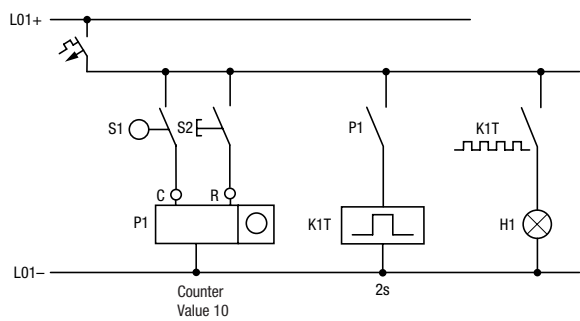 L01+
S1
S2
P1
K1T
C
R
P1
K1T
H1
L01–
Counter
Value 10
2s